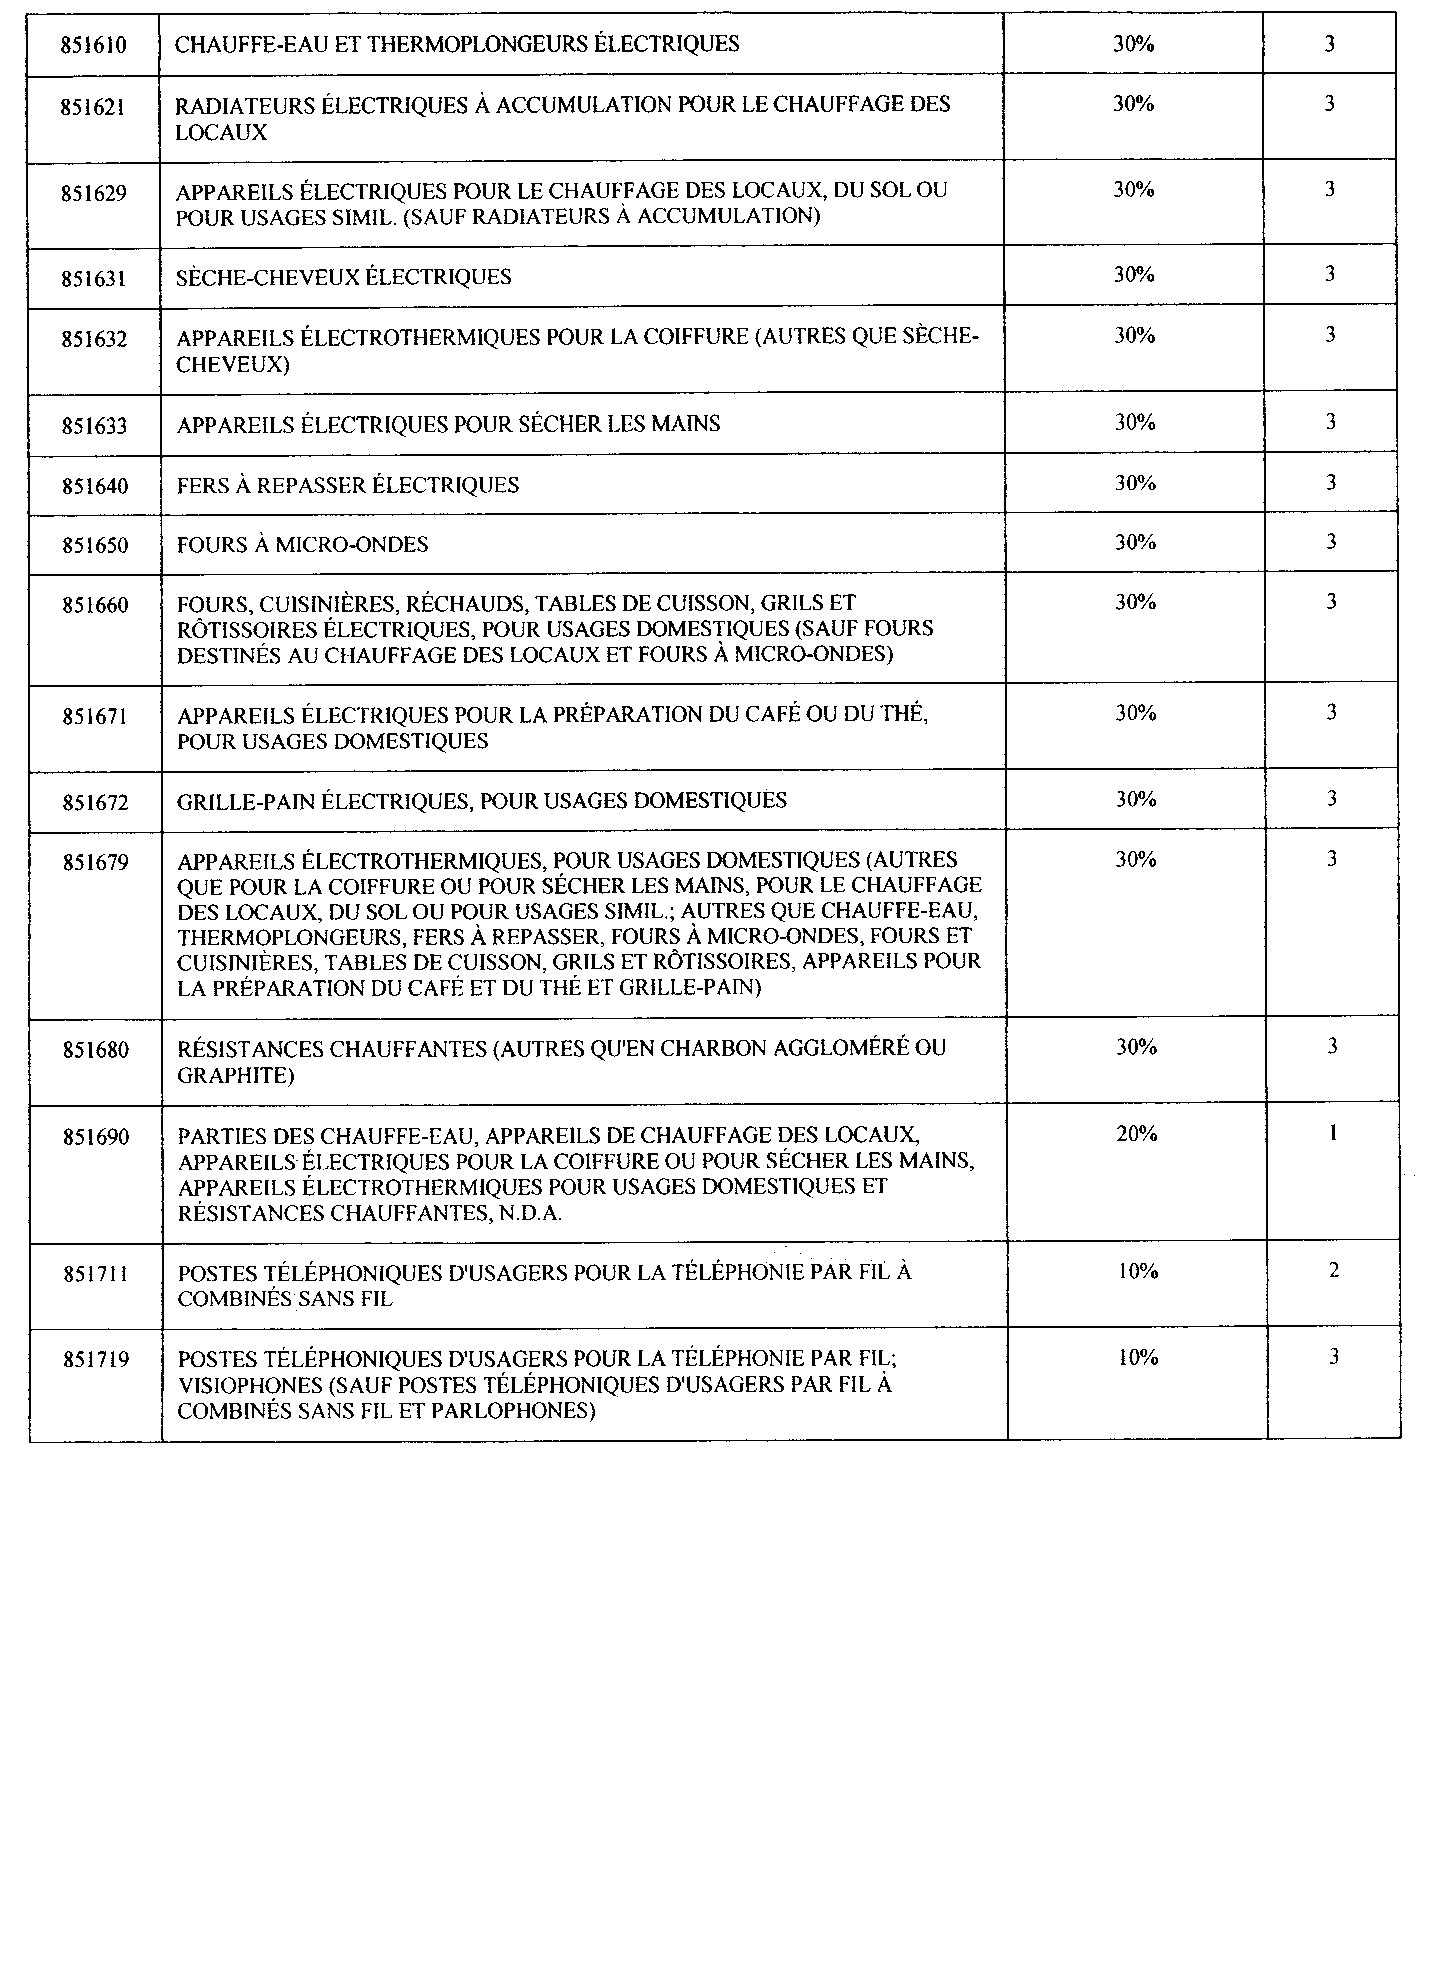 851610 CHAUFFE-EAU ET THERMOPLONGEURS ÉLECTRIQUES 30% 3
851621 RADIATEURS ÉLECTRIQUES À ACCUMULATION POUR LE CHAUFFAGE DES 30% 3
LOCAUX
851629 APPAREILS ÉLECTRIQUES POUR LE CHAUFFAGE DES LOCAUX, DU SOL OU 30% 3
POUR USAGES SIMIL. (SAUF RADIATEURS À ACCUMULATION)
851631 SÈCHE-CHEVEUX ÉLECTRIQUES 30% 3
851632 APPAREILS ÉLECTROTHERMIQUES POUR LA COIFFURE (AUTRES QUE SÈCHE- 30% 3
CHEVEUX)
851633 APPAREILS ÉLECTRIQUES POUR SÉCHER LES MAINS 30% 3
851640 FERS À REPASSER ÉLECTRIQUES 30% 3
851650 FOURS À MICRO-ONDES 30% 3
851660 FOURS, CUISINIÈRES, RÉCHAUDS, TABLES DE CUISSON, GRILS ET 30% 3
RÔTISSOIRES ÉLECTRIQUES, POUR USAGES DOMESTIQUES (SAUF FOURS
DESTINÉS AU CHAUFFAGE DES LOCAUX ET FOURS À MICRO-ONDES)
851671 APPAREILS ÉLECTRIQUES POUR LA PRÉPARATION DU CAFÉ OU DU THÉ, 30% 3
POUR USAGES DOMESTIQUES
851672 GRILLE-PAIN ÉLECTRIQUES, POUR USAGES DOMESTIQUES 30% 3
851679 APPAREILS ÉLECTROTHERMIQUES, POUR USAGES DOMESTIQUES (AUTRES 30% 3
QUE POUR LA COIFFURE OU POUR SÉCHER LES MAINS, POUR LE CHAUFFAGE
DES LOCAUX, DU SOL OU POUR USAGES SIMIL.; AUTRES QUE CHAUFFE-EAU,
THERMOPLONGEURS, FERS À REPASSER, FOURS À MICRO-ONDES, FOURS ET
CUISINIÈRES, TABLES DE CUISSON, GRILS ET RÔTISSOIRES, APPAREILS POUR
LA PRÉPARATION DU CAFÉ ET DU THÉ ET GRILLE-PAIN)
851680 RÉSISTANCES CHAUFFANTES (AUTRES QU'EN CHARBON AGGLOMÉRÉ OU 30% 3
GRAPHITE)
851690 PARTIES DES CHAUFFE-EAU, APPAREILS DE CHAUFFAGE DES LOCAUX, 20% 1
APPAREILS ÉLECTRIQUES POUR LA COIFFURE OU POUR SÉCHER LES MAINS,
APPAREILS ÉLECTROTHERMIQUES POUR USAGES DOMESTIQUES ET
RÉSISTANCES CHAUFFANTES, N.D.A.
851711 POSTES TÉLÉPHONIQUES D'USAGERS POUR LA TÉLÉPHONIE PAR FIL À 10% 2
COMBINÉS SANS FIL
851719 POSTES TÉLÉPHONIQUES D'USAGERS POUR LA TÉLÉPHONIE PAR FIL; 10% 3
VISIOPHONES (SAUF POSTES TÉLÉPHONIQUES D'USAGERS PAR FIL À
COMBINÉS SANS FIL ET PARLOPHONES)